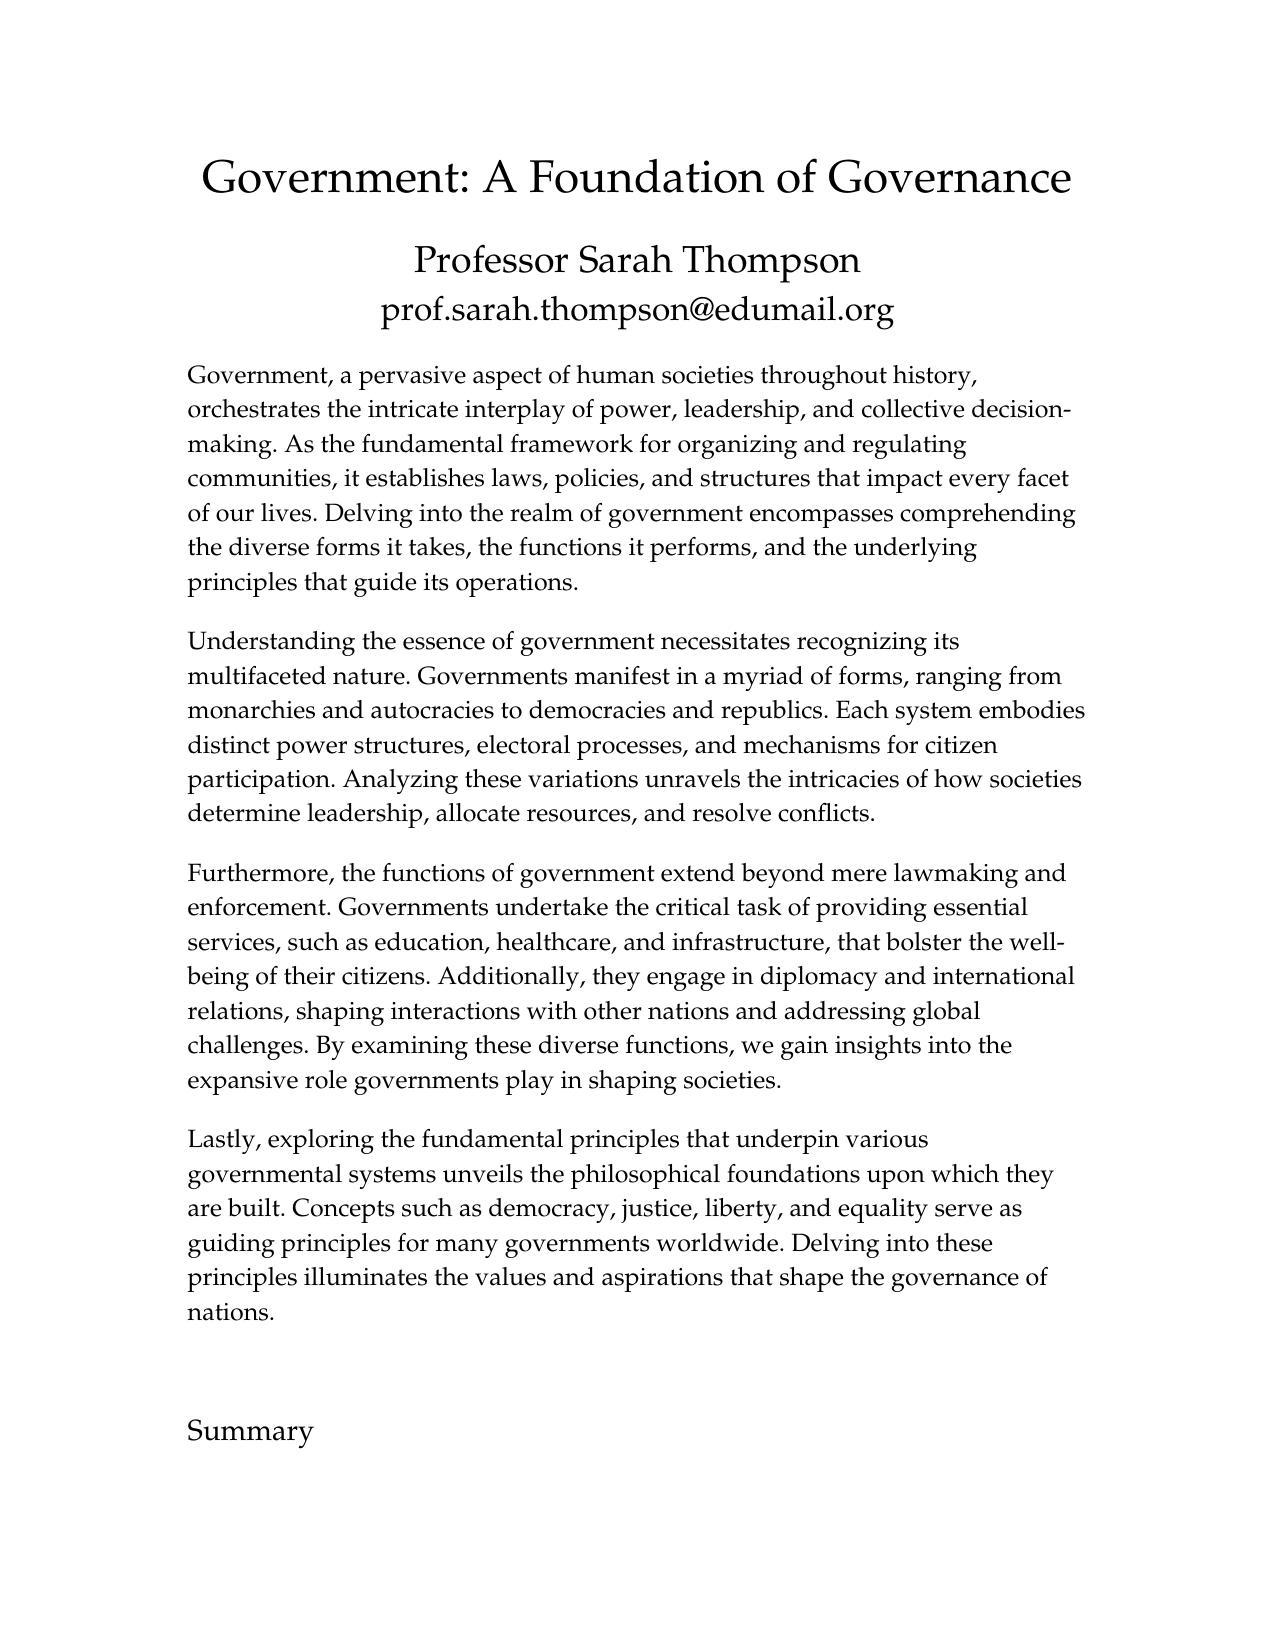 Government: A Foundation of Governance
Professor Sarah Thompson
prof.sarah.thompson@edumail.org
Government, a pervasive aspect of human societies throughout history,
orchestrates the intricate interplay of power, leadership, and collective decision-
making. As the fundamental framework for organizing and regulating
communities, it establishes laws, policies, and structures that impact every facet
of our lives. Delving into the realm of government encompasses comprehending
the diverse forms it takes, the functions it performs, and the underlying
principles that guide its operations.
Understanding the essence of government necessitates recognizing its
multifaceted nature. Governments manifest in a myriad of forms, ranging from
monarchies and autocracies to democracies and republics. Each system embodies
distinct power structures, electoral processes, and mechanisms for citizen
participation. Analyzing these variations unravels the intricacies of how societies
determine leadership, allocate resources, and resolve conflicts.
Furthermore, the functions of government extend beyond mere lawmaking and
enforcement. Governments undertake the critical task of providing essential
services, such as education, healthcare, and infrastructure, that bolster the well-
being of their citizens. Additionally, they engage in diplomacy and international
relations, shaping interactions with other nations and addressing global
challenges. By examining these diverse functions, we gain insights into the
expansive role governments play in shaping societies.
Lastly, exploring the fundamental principles that underpin various
governmental systems unveils the philosophical foundations upon which they
are built. Concepts such as democracy, justice, liberty, and equality serve as
guiding principles for many governments worldwide. Delving into these
principles illuminates the values and aspirations that shape the governance of
nations.
Summary